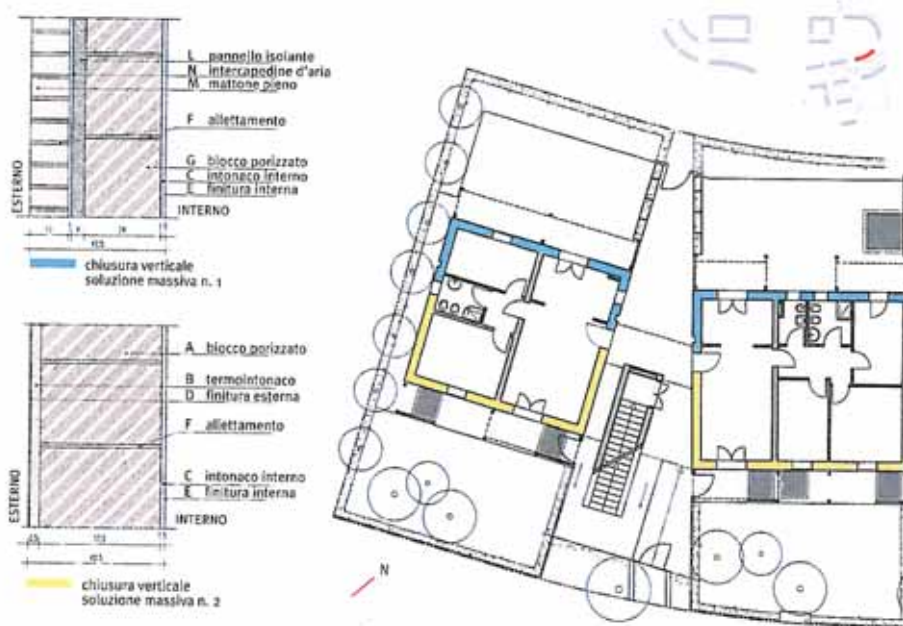 L pannello isolante
N intercapedine d'aria
M mattone pieno
F allettamento
G blocco porizzato
C intonaco interno
E finitura interna
ESTERNO
INTERNO
chiusura verticale
soluzione massiva n. 1
A blocco porizzato
B termointonaco
D finitura esterna
F allettamento
C intonaco interno
E finitura interna
ESTERNO
INTERNO
chiusura verticale
soluzione massiva n. 2
N